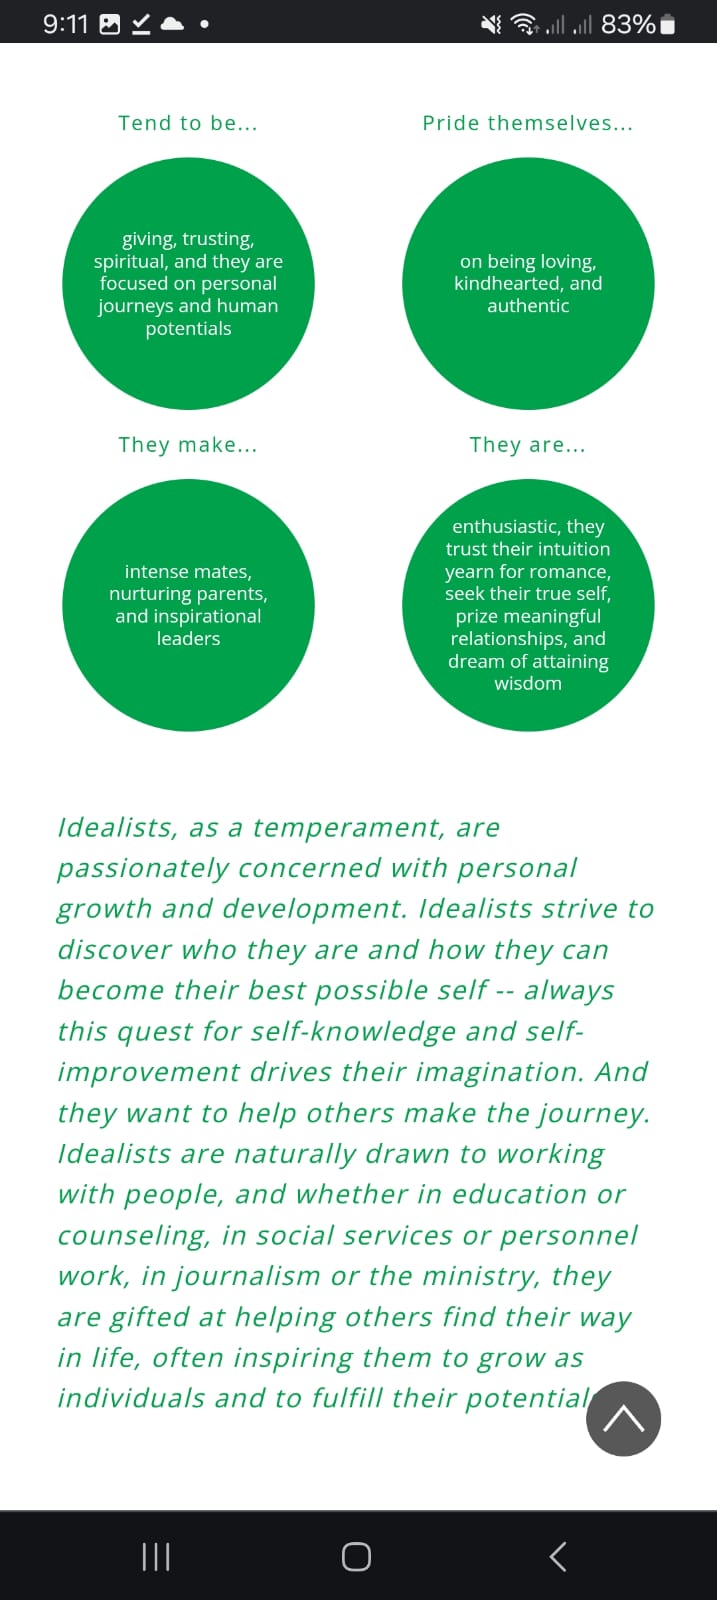 9:11
83%
Tend to be...
giving, trusting,
spiritual, and they are
focused on personal
journeys and human
potentials
Pride themselves...
on being loving,
kindhearted, and
authentic
They make...
intense mates,
nurturing parents,
and inspirational
leaders
They are...
enthusiastic, they
trust their intuition
yearn for romance,
seek their true self,
prize meaningful
relationships, and
dream of attaining
wisdom
Idealists, as a temperament, are
passionately concerned with personal
growth and development. Idealists strive to
discover who they are and how they can
become their best possible self -- always
this quest for self-knowledge and self-
improvement drives their imagination. And
they want to help others make the journey.
Idealists are naturally drawn to working
with people, and whether in education or
counseling, in social services or personnel
work, in journalism or the ministry, they
are gifted at helping others find their way
in life, often inspiring them to grow as
individuals and to fulfill their potential